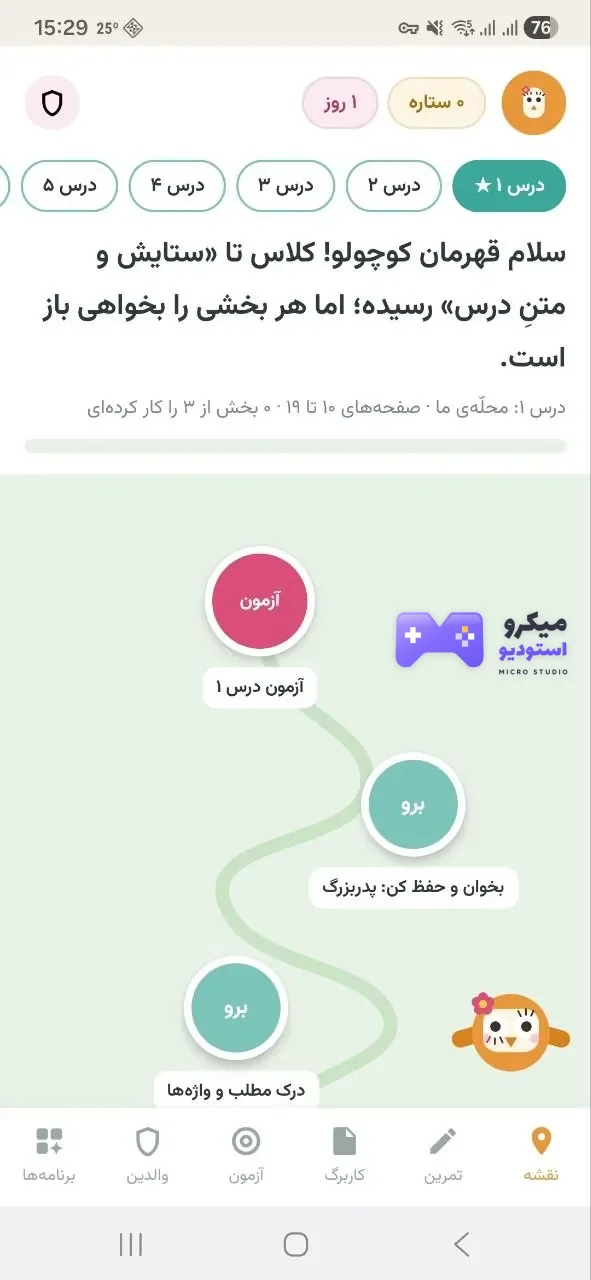 15:29 25° 76
۰ ستاره
۱ روز
درس ۱ ★
درس ۲
درس ۳
درس ۴
درس ۵
سلام قهرمان کوچولو! کلاس تا «ستایش و
متنِ درس» رسیده؛ اما هر بخشی را بخواهی باز
است.
درس ۱: محلّه‌ی ما · صفحه‌های ۱۰ تا ۱۹ · ۰ بخش از ۳ را کار کرده‌ای
آزمون
آزمون درس ۱
میکرو
استودیو
MICRO STUDIO
برو
بخوان و حفظ کن: پدربزرگ
برو
درک مطلب و واژه‌ها
نقشه
تمرین
کاربرگ
آزمون
والدین
برنامه‌ها